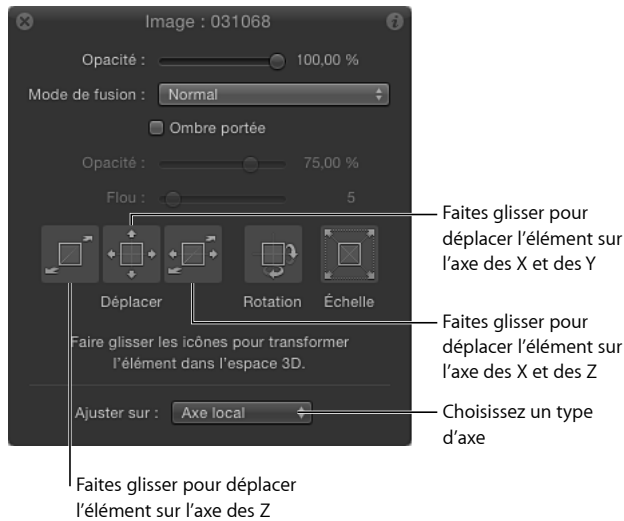 Image : 031068
Opacité : 100,00 %
Mode de fusion : Normal
Ombre portée
Opacité : 75,00 %
Flou : 5
Déplacer Rotation Échelle
Faire glisser les icônes pour transformer
l'élément dans l'espace 3D.
Ajuster sur : Axe local
Faites glisser pour
déplacer l'élément sur
l'axe des X et des Y
Faites glisser pour
déplacer l'élément sur
l'axe des X et des Z
Choisissez un type
d'axe
Faites glisser pour déplacer
l'élément sur l'axe des Z